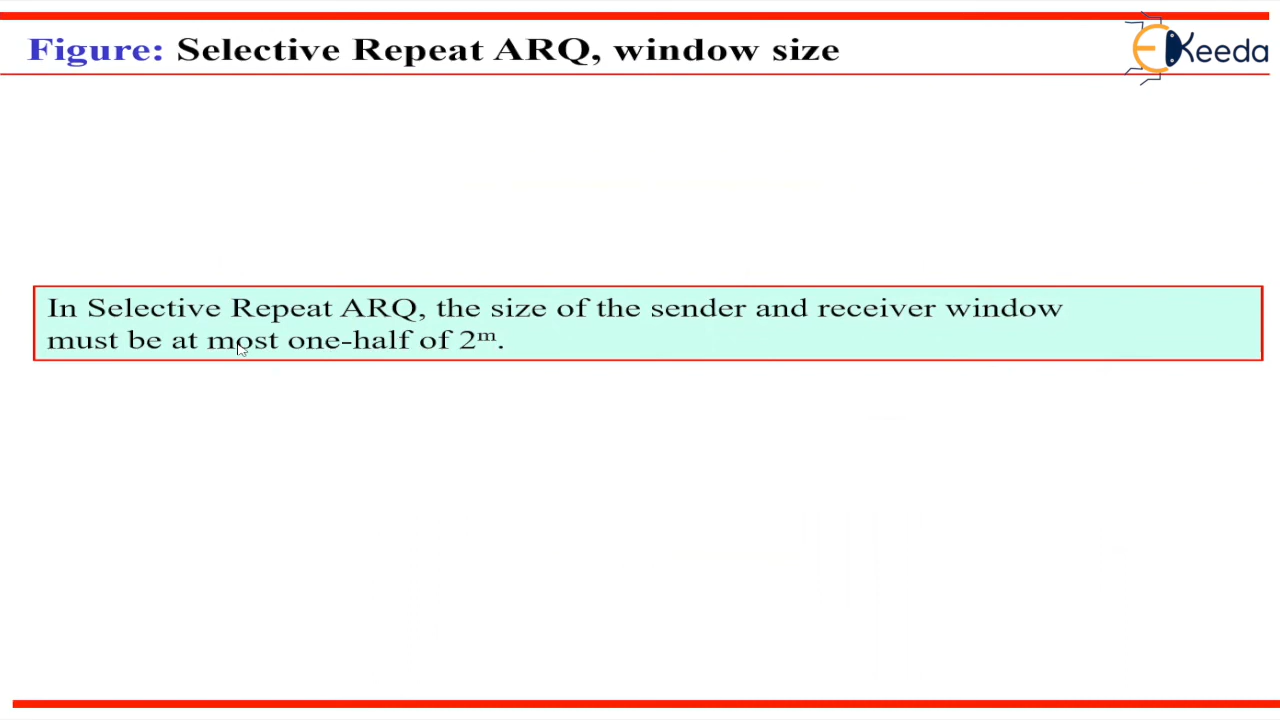 Figure: Selective Repeat ARQ, window size
EKeeda
In Selective Repeat ARQ, the size of the sender and receiver window
must be at most one-half of 2ᵐ.